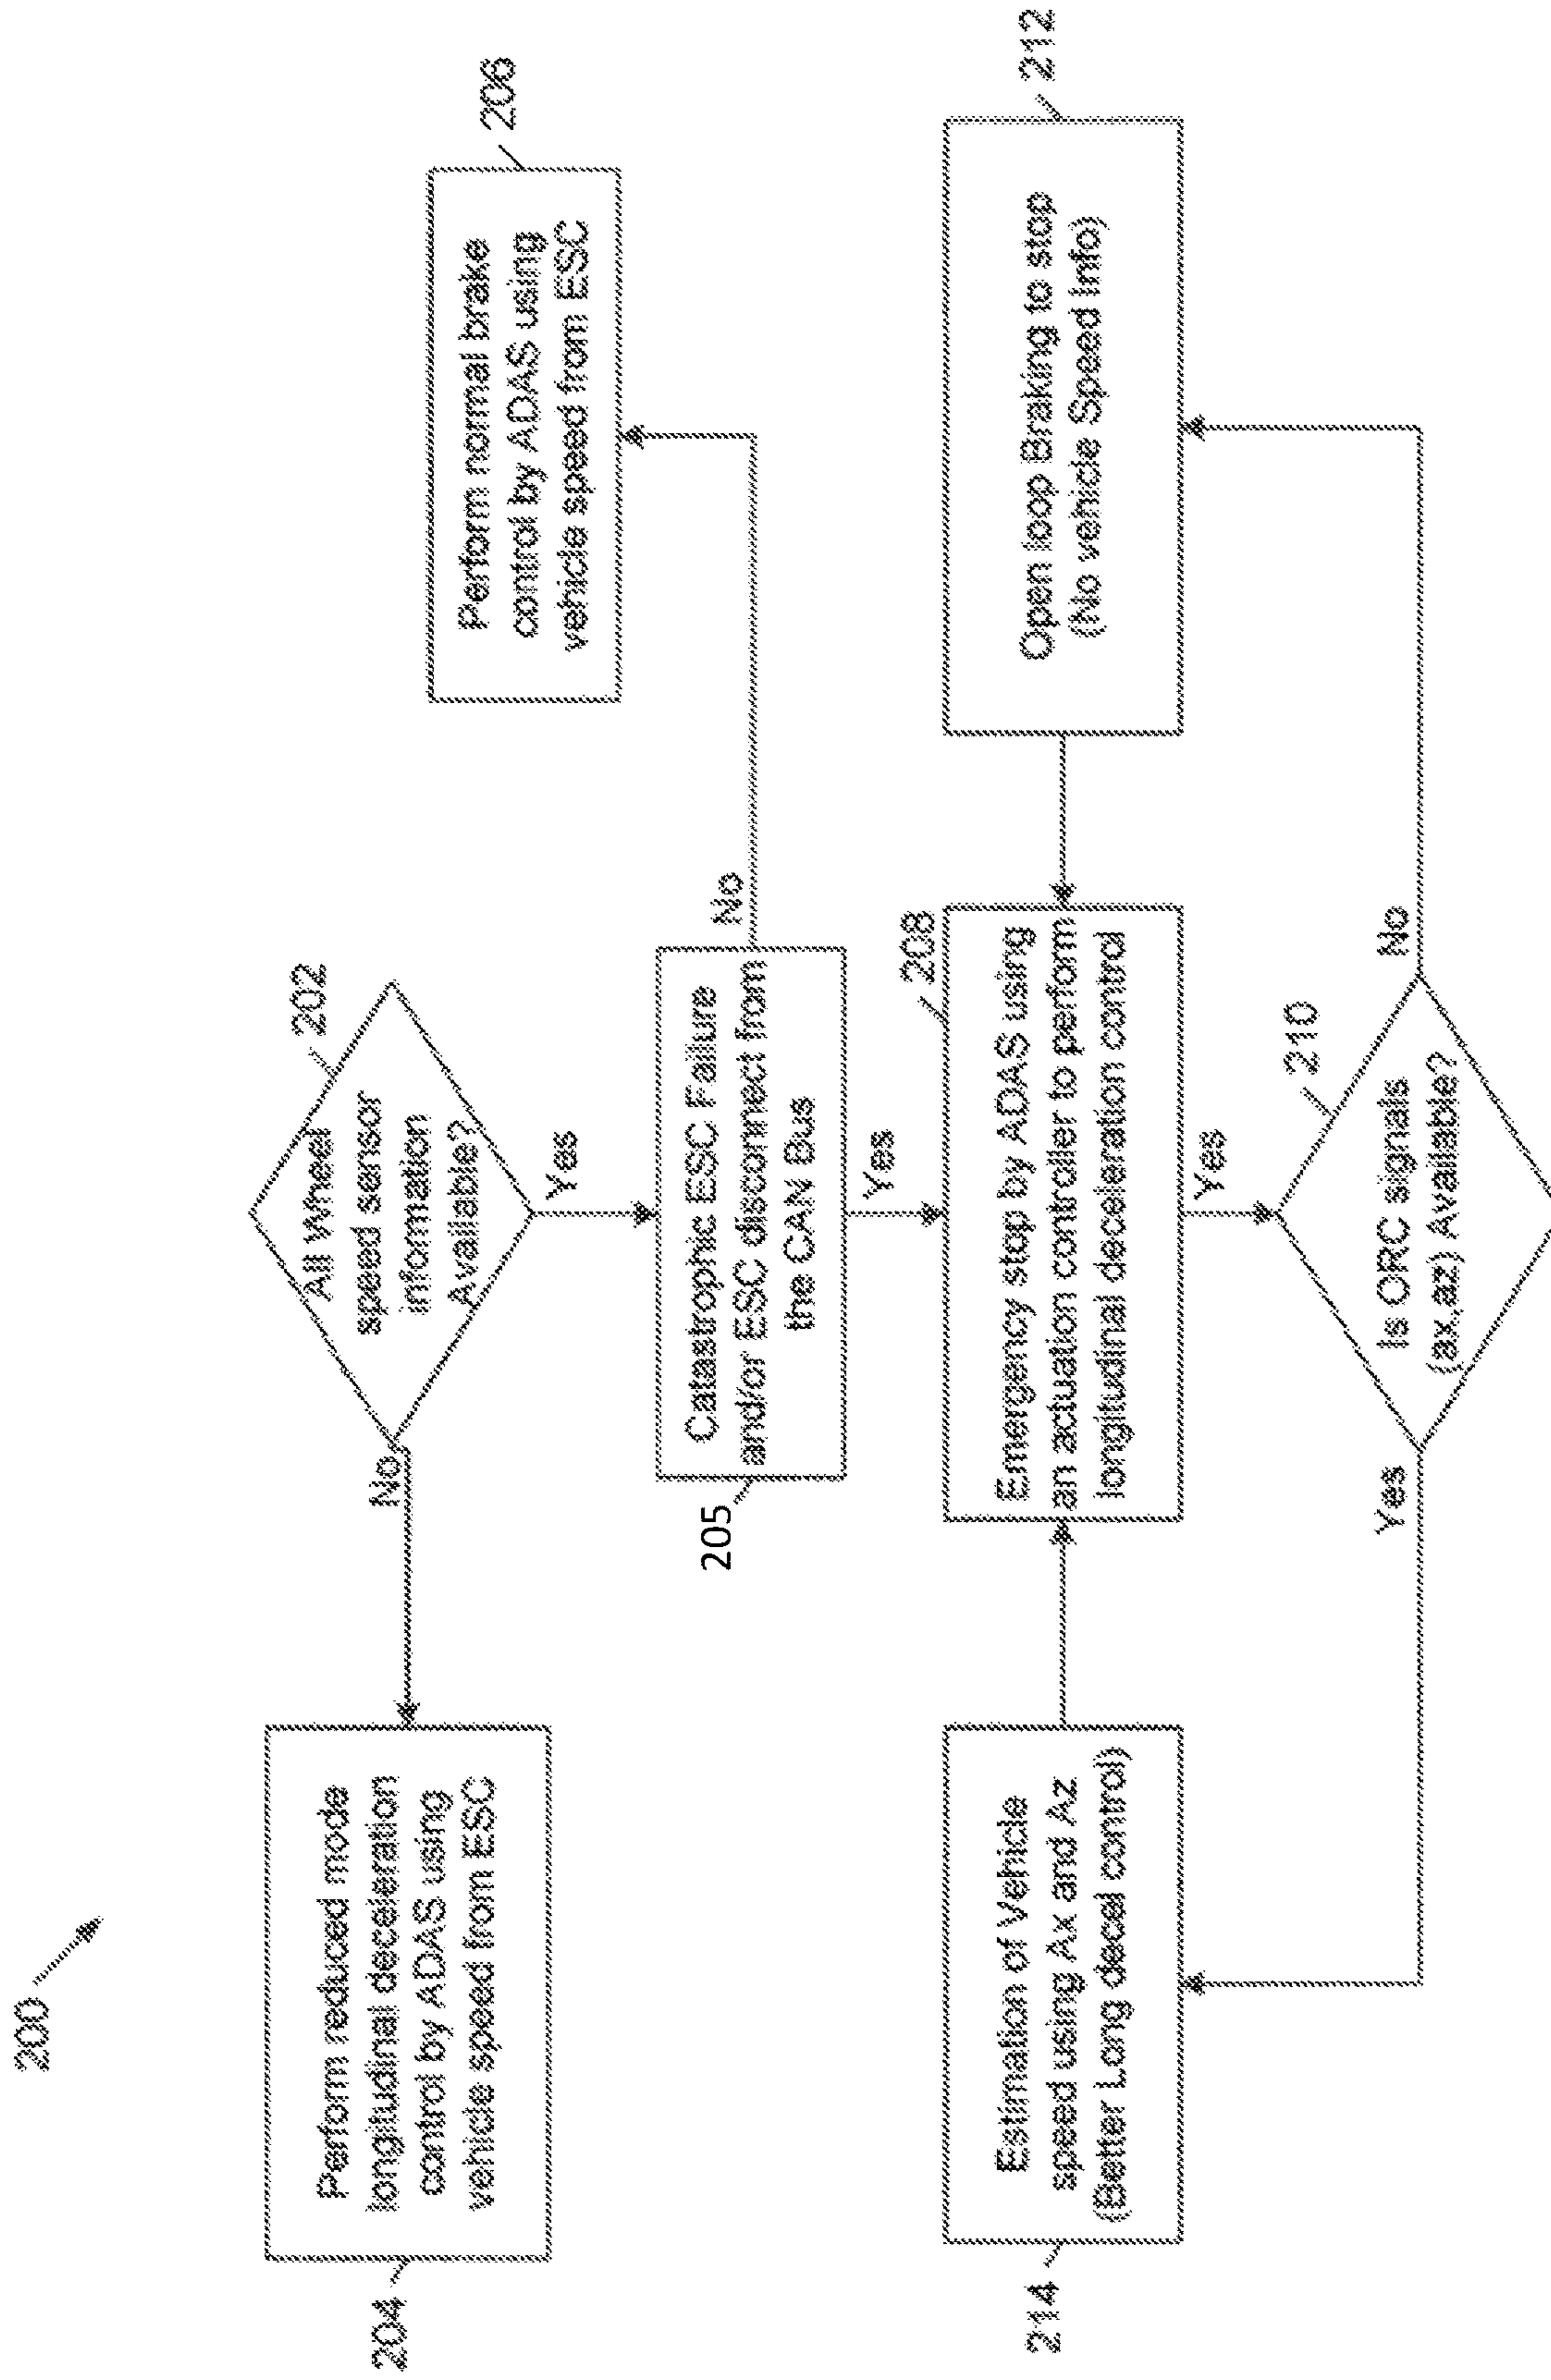 200
202
All Wheel
speed sensor
information
Available?
No
Yes
204
Perform reduced mode
longitudinal deceleration
control by ADAS using
vehicle speed from ESC
205
Catastrophic ESC Failure
and/or ESC disconnect from
the CAN Bus
No
Yes
206
Perform normal brake
control by ADAS using
vehicle speed from ESC
208
Emergency stop by ADAS using
an actuation controller to perform
longitudinal deceleration control
Yes
210
Is ORC signals
(ax,az) Available?
Yes
No
214
Estimation of Vehicle
speed using Ax and Az
(Better Long decal control)
212
Open loop Braking to stop
(No vehicle Speed Info)